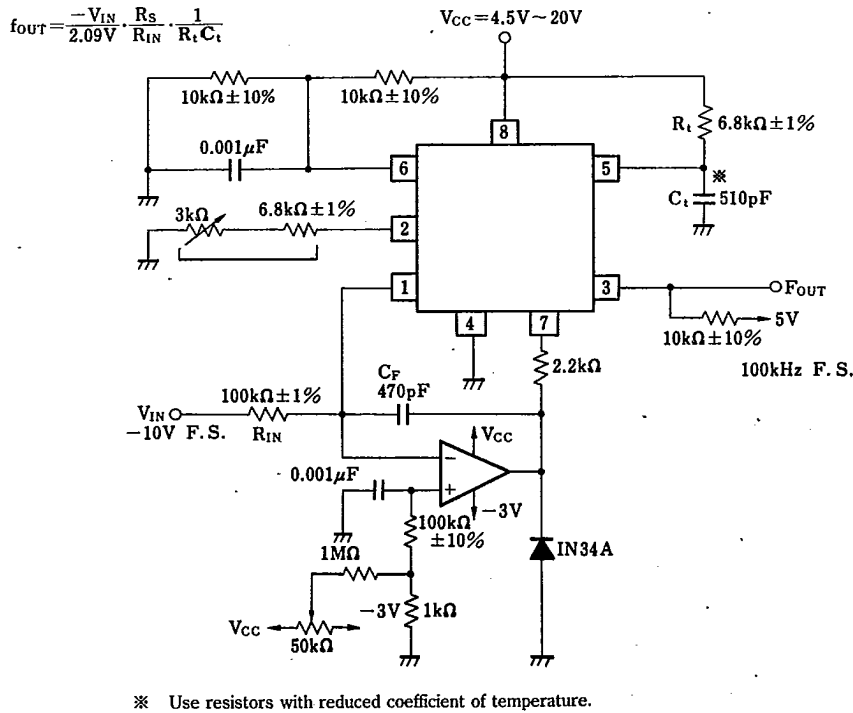 fOUT = −VIN/2.09V · RS/RIN · 1/RtCt
VCC=4.5V~20V
10kΩ±10%
10kΩ±10%
Rt
6.8kΩ±1%
8
0.001μF
6
5
※
Ct
510pF
3kΩ
6.8kΩ±1%
2
1
3
FOUT
4
7
5V
10kΩ±10%
2.2kΩ
100kHz F. S.
CF
470pF
100kΩ±1%
VIN
−10V F. S.
RIN
VCC
−
0.001μF
+
−3V
100kΩ
±10%
1MΩ
IN34A
−3V
1kΩ
VCC
50kΩ
※ Use resistors with reduced coefficient of temperature.